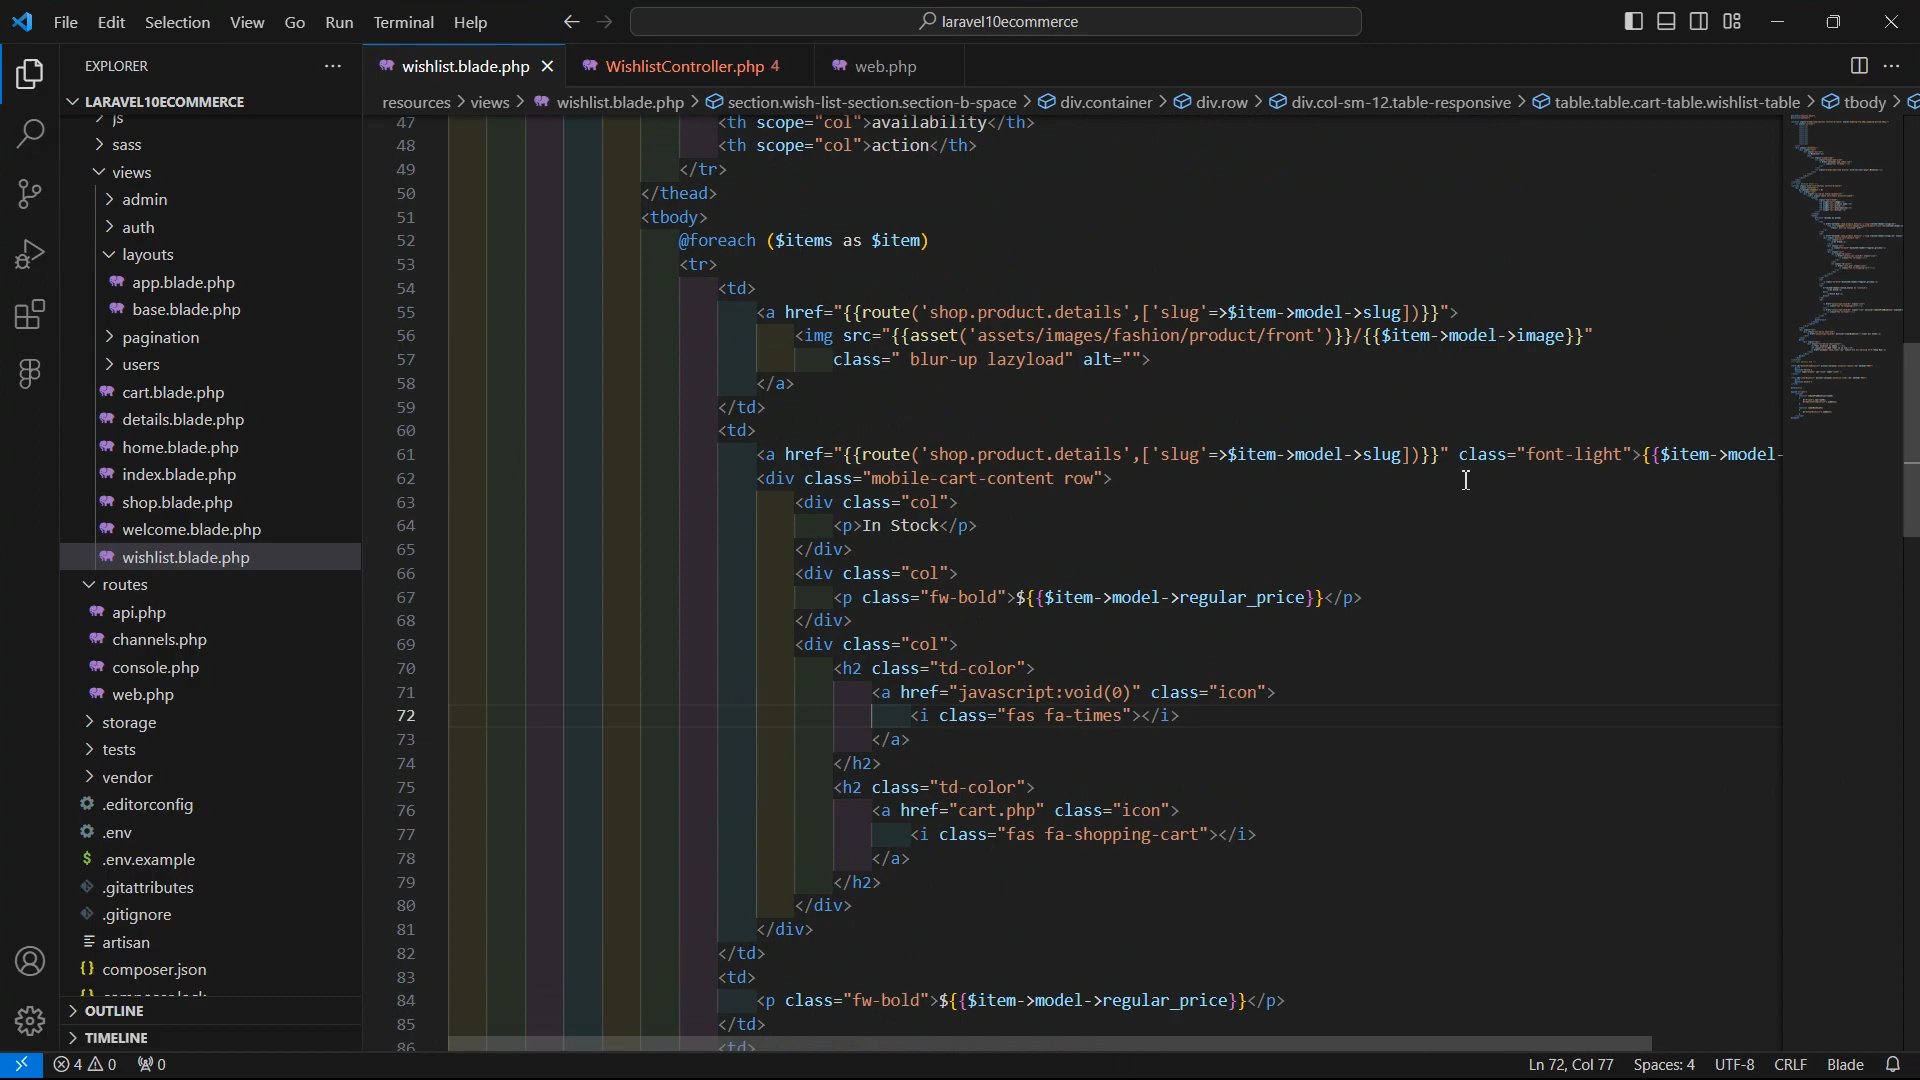 File Edit Selection View Go Run Terminal Help
laravel10ecommerce
EXPLORER
wishlist.blade.php
WishlistController.php 4
web.php
resources > views > wishlist.blade.php > section.wish-list-section.section-b-space > div.container > div.row > div.col-sm-12.table-responsive > table.table.cart-table.wishlist-table > tbody >
LARAVEL10ECOMMERCE
js
sass
views
admin
auth
layouts
app.blade.php
base.blade.php
pagination
users
cart.blade.php
details.blade.php
home.blade.php
index.blade.php
shop.blade.php
welcome.blade.php
wishlist.blade.php
routes
api.php
channels.php
console.php
web.php
storage
tests
vendor
.editorconfig
.env
.env.example
.gitattributes
.gitignore
artisan
composer.json
OUTLINE
TIMELINE
47 <th scope="col">availability</th>
48 <th scope="col">action</th>
49 </tr>
50 </thead>
51 <tbody>
52 @foreach ($items as $item)
53 <tr>
54 <td>
55 <a href="{{route('shop.product.details',['slug'=>$item->model->slug])}}">
56 <img src="{{asset('assets/images/fashion/product/front')}}/{{$item->model->image}}"
57 class=" blur-up lazyload" alt="">
58 </a>
59 </td>
60 <td>
61 <a href="{{route('shop.product.details',['slug'=>$item->model->slug])}}" class="font-light">{{$item->model-
62 <div class="mobile-cart-content row">
63 <div class="col">
64 <p>In Stock</p>
65 </div>
66 <div class="col">
67 <p class="fw-bold">${{$item->model->regular_price}}</p>
68 </div>
69 <div class="col">
70 <h2 class="td-color">
71 <a href="javascript:void(0)" class="icon">
72 <i class="fas fa-times"></i>
73 </a>
74 </h2>
75 <h2 class="td-color">
76 <a href="cart.php" class="icon">
77 <i class="fas fa-shopping-cart"></i>
78 </a>
79 </h2>
80 </div>
81 </div>
82 </td>
83 <td>
84 <p class="fw-bold">${{$item->model->regular_price}}</p>
85 </td>
86 <td>
4 0 0
Ln 72, Col 77 Spaces: 4 UTF-8 CRLF Blade